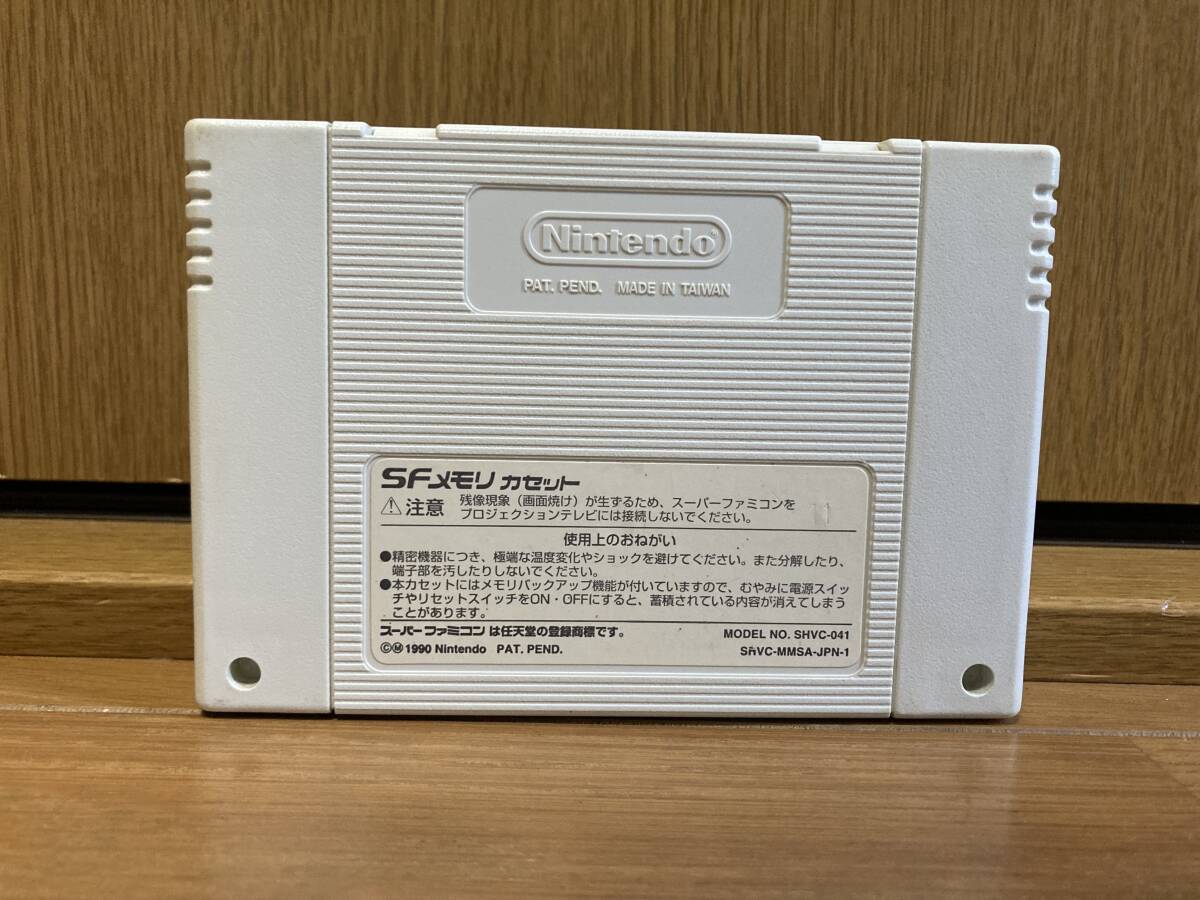 Nintendo®
PAT. PEND. MADE IN TAIWAN
SFメモリ カセット
⚠注意 残像現象（画面焼け）が生ずるため、スーパーファミコンを
プロジェクションテレビには接続しないでください。
使用上のおねがい
●精密機器につき、極端な温度変化やショックを避けてください。また分解したり、
端子部を汚したりしないでください。
●本カセットにはメモリバックアップ機能が付いていますので、むやみに電源スイッ
チやリセットスイッチをON・OFFにすると、蓄積されている内容が消えてしまう
ことがあります。
スーパーファミコンは任天堂の登録商標です。 MODEL NO. SHVC-041
©Ⓜ1990 Nintendo PAT. PEND. SHVC-MMSA-JPN-1